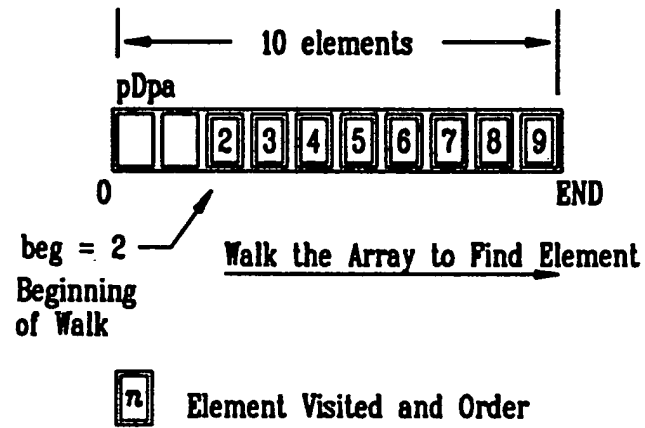 10 elements
pDpa
2 3 4 5 6 7 8 9
0 END
beg = 2
Walk the Array to Find Element
Beginning
of Walk
n Element Visited and Order